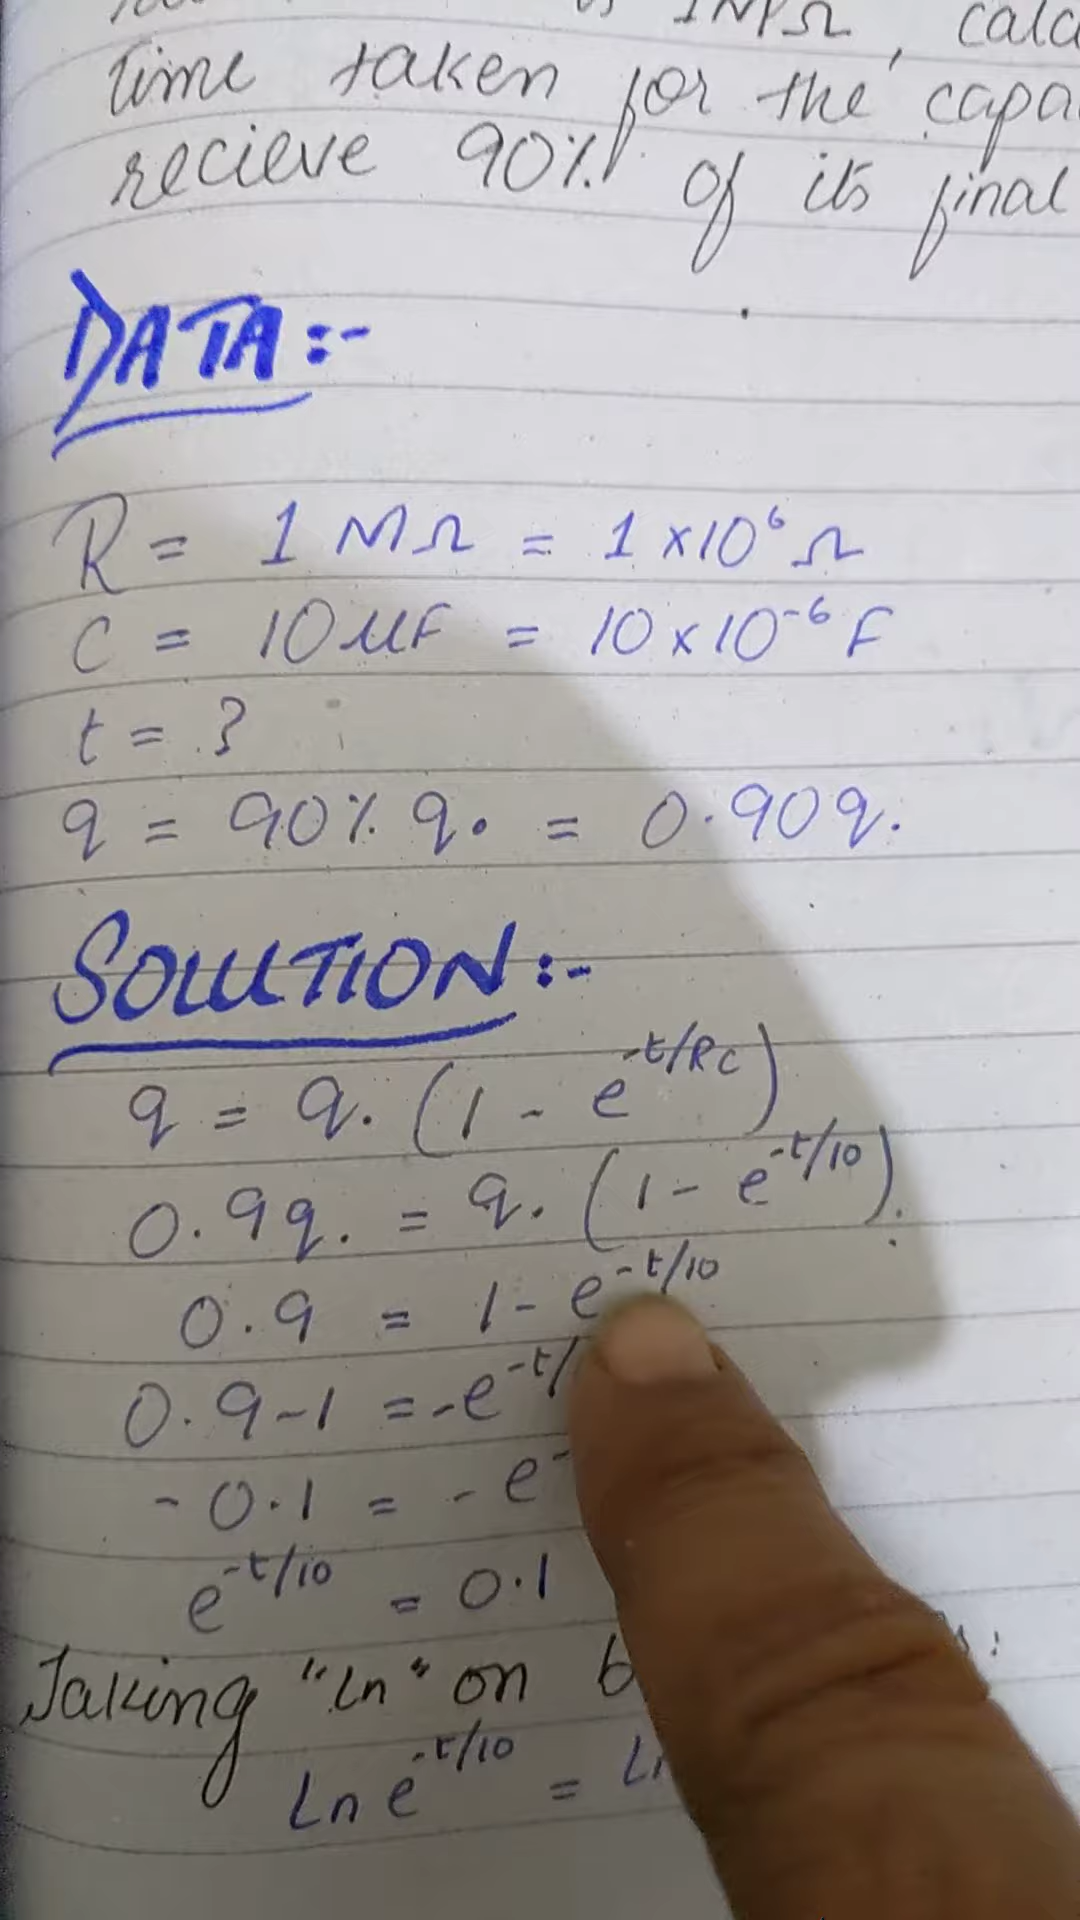 1MΩ, calc
Time taken for the capa
recieve 90% of its final
DATA:-
R = 1 MΩ = 1×10⁶ Ω
C = 10 μF = 10×10⁻⁶ F
t = ?
q = 90% q. = 0.90q.
SOLUTION:-
q = q. (1 - e^-t/RC)
0.9q. = q. (1 - e^-t/10).
0.9 = 1 - e^-t/10
0.9-1 = -e^-t/
-0.1 = -e^-
e^-t/10 = 0.1
Taking "Ln" on b
Ln e^-t/10 = Ln